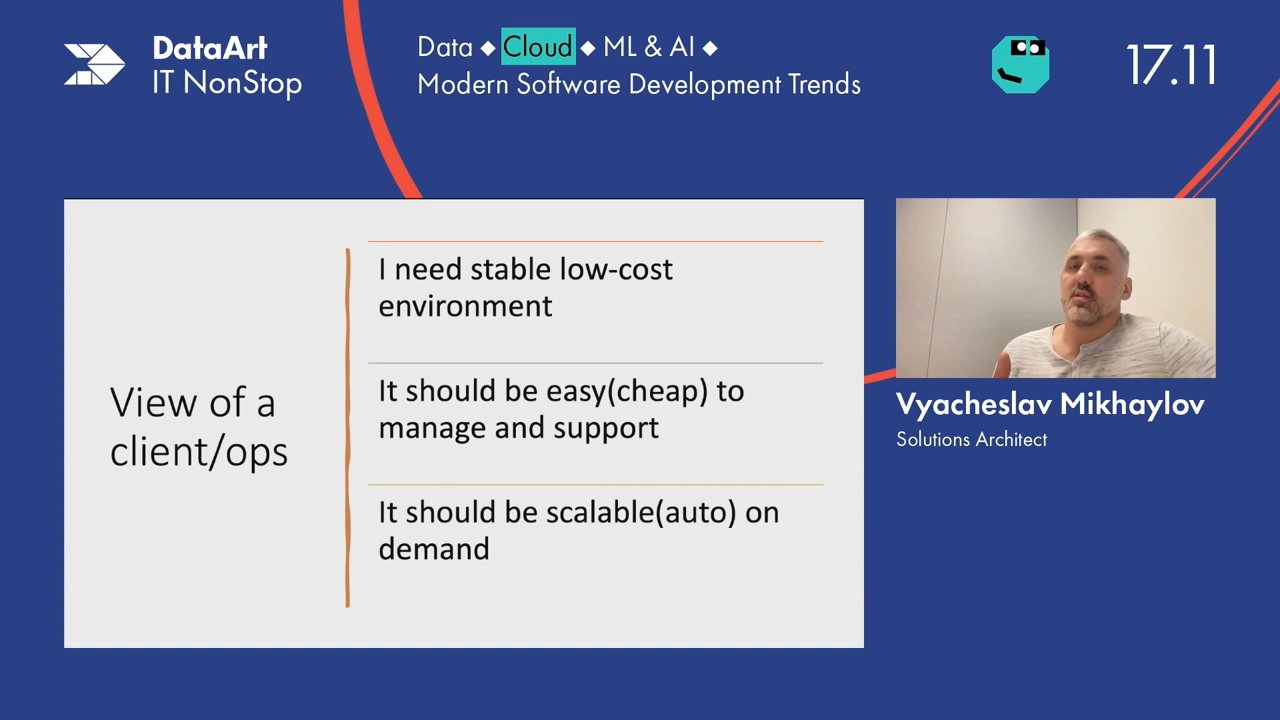 DataArt
IT NonStop
Data ◆ Cloud ◆ ML & AI ◆
Modern Software Development Trends
17.11
View of a
client/ops
I need stable low-cost
environment
It should be easy(cheap) to
manage and support
It should be scalable(auto) on
demand
Vyacheslav Mikhaylov
Solutions Architect